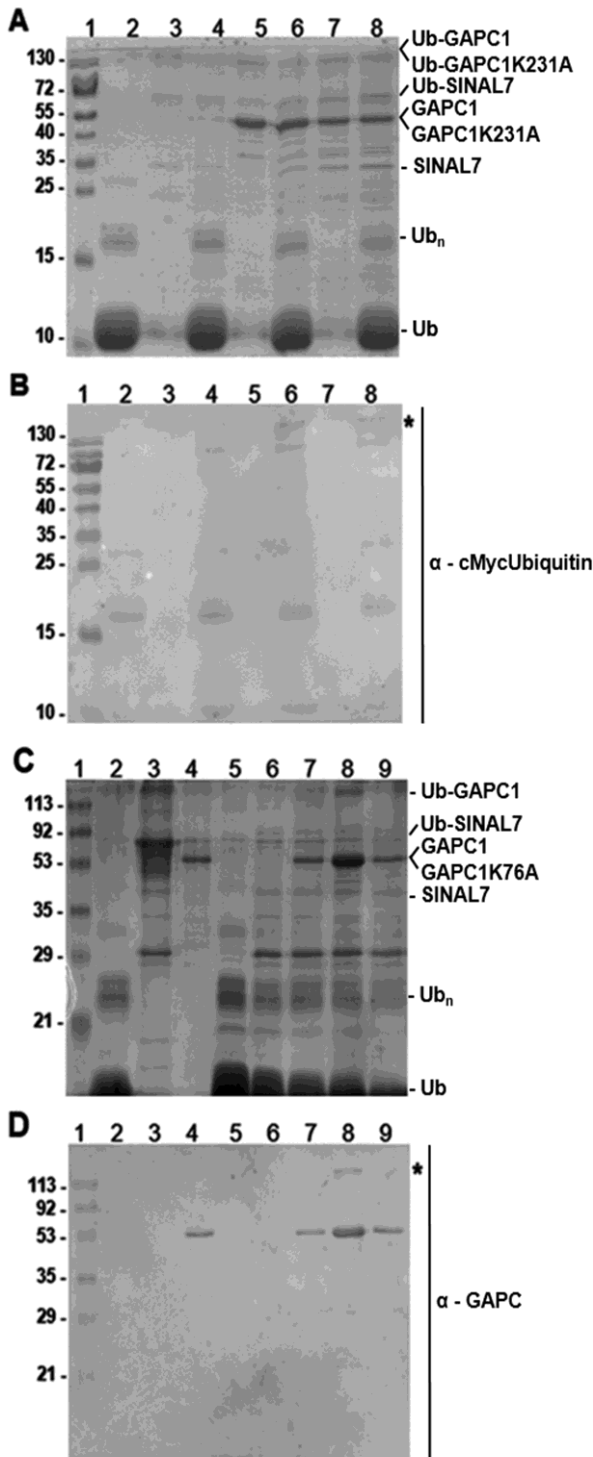 A
1 2 3 4 5 6 7 8
130 -
72 -
55 -
40 -
35 -
25 -
15 -
10 -
Ub-GAPC1
Ub-GAPC1K231A
Ub-SINAL7
GAPC1
GAPC1K231A
- SINAL7
- Ubn
- Ub
B
1 2 3 4 5 6 7 8
130 -
72 -
55 -
40 -
35 -
25 -
15 -
10 -
*
α - cMycUbiquitin
C
1 2 3 4 5 6 7 8 9
113 -
92 -
53 -
35 -
29 -
21 -
- Ub-GAPC1
Ub-SINAL7
GAPC1
GAPC1K76A
- SINAL7
- Ubn
- Ub
D
1 2 3 4 5 6 7 8 9
113 -
92 -
53 -
35 -
29 -
21 -
*
α - GAPC